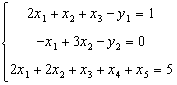 2x₁ + x₂ + x₃ - y₁ = 1
-x₁ + 3x₂ - y₂ = 0
2x₁ + 2x₂ + x₃ + x₄ + x₅ = 5